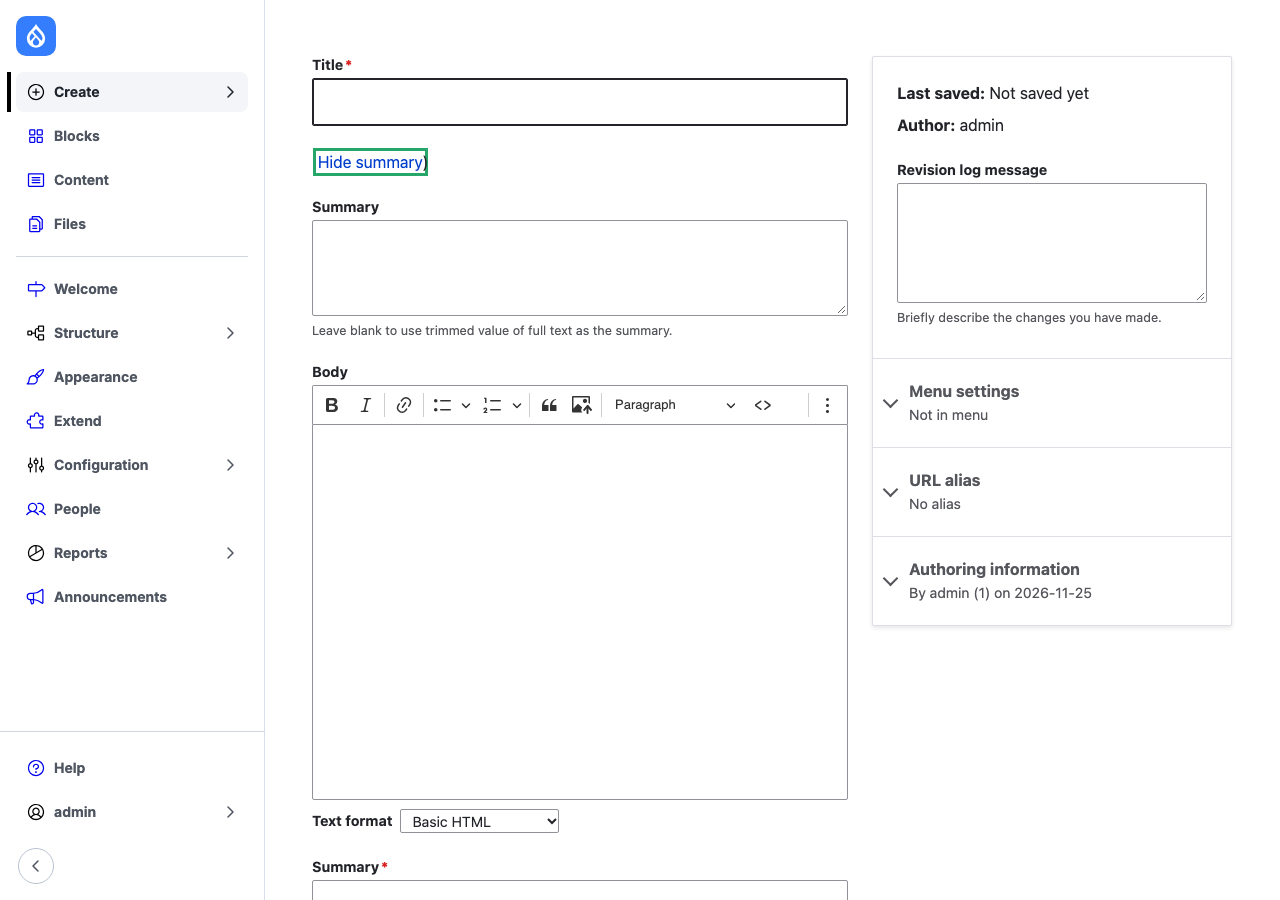 Create
Blocks
Content
Files
Welcome
Structure
Appearance
Extend
Configuration
People
Reports
Announcements
Help
admin
Title*
Hide summary)
Summary
Leave blank to use trimmed value of full text as the summary.
Body
Paragraph
Text format Basic HTML
Summary*
Last saved: Not saved yet
Author: admin
Revision log message
Briefly describe the changes you have made.
Menu settings
Not in menu
URL alias
No alias
Authoring information
By admin (1) on 2026-11-25